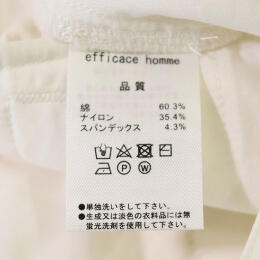 efficace homme
品質
綿 60.3%
ナイロン 35.4%
スパンデックス 4.3%
●単独洗いをして下さい。
●生成又は淡色の衣料品には無
蛍光洗剤を使用して下さい。